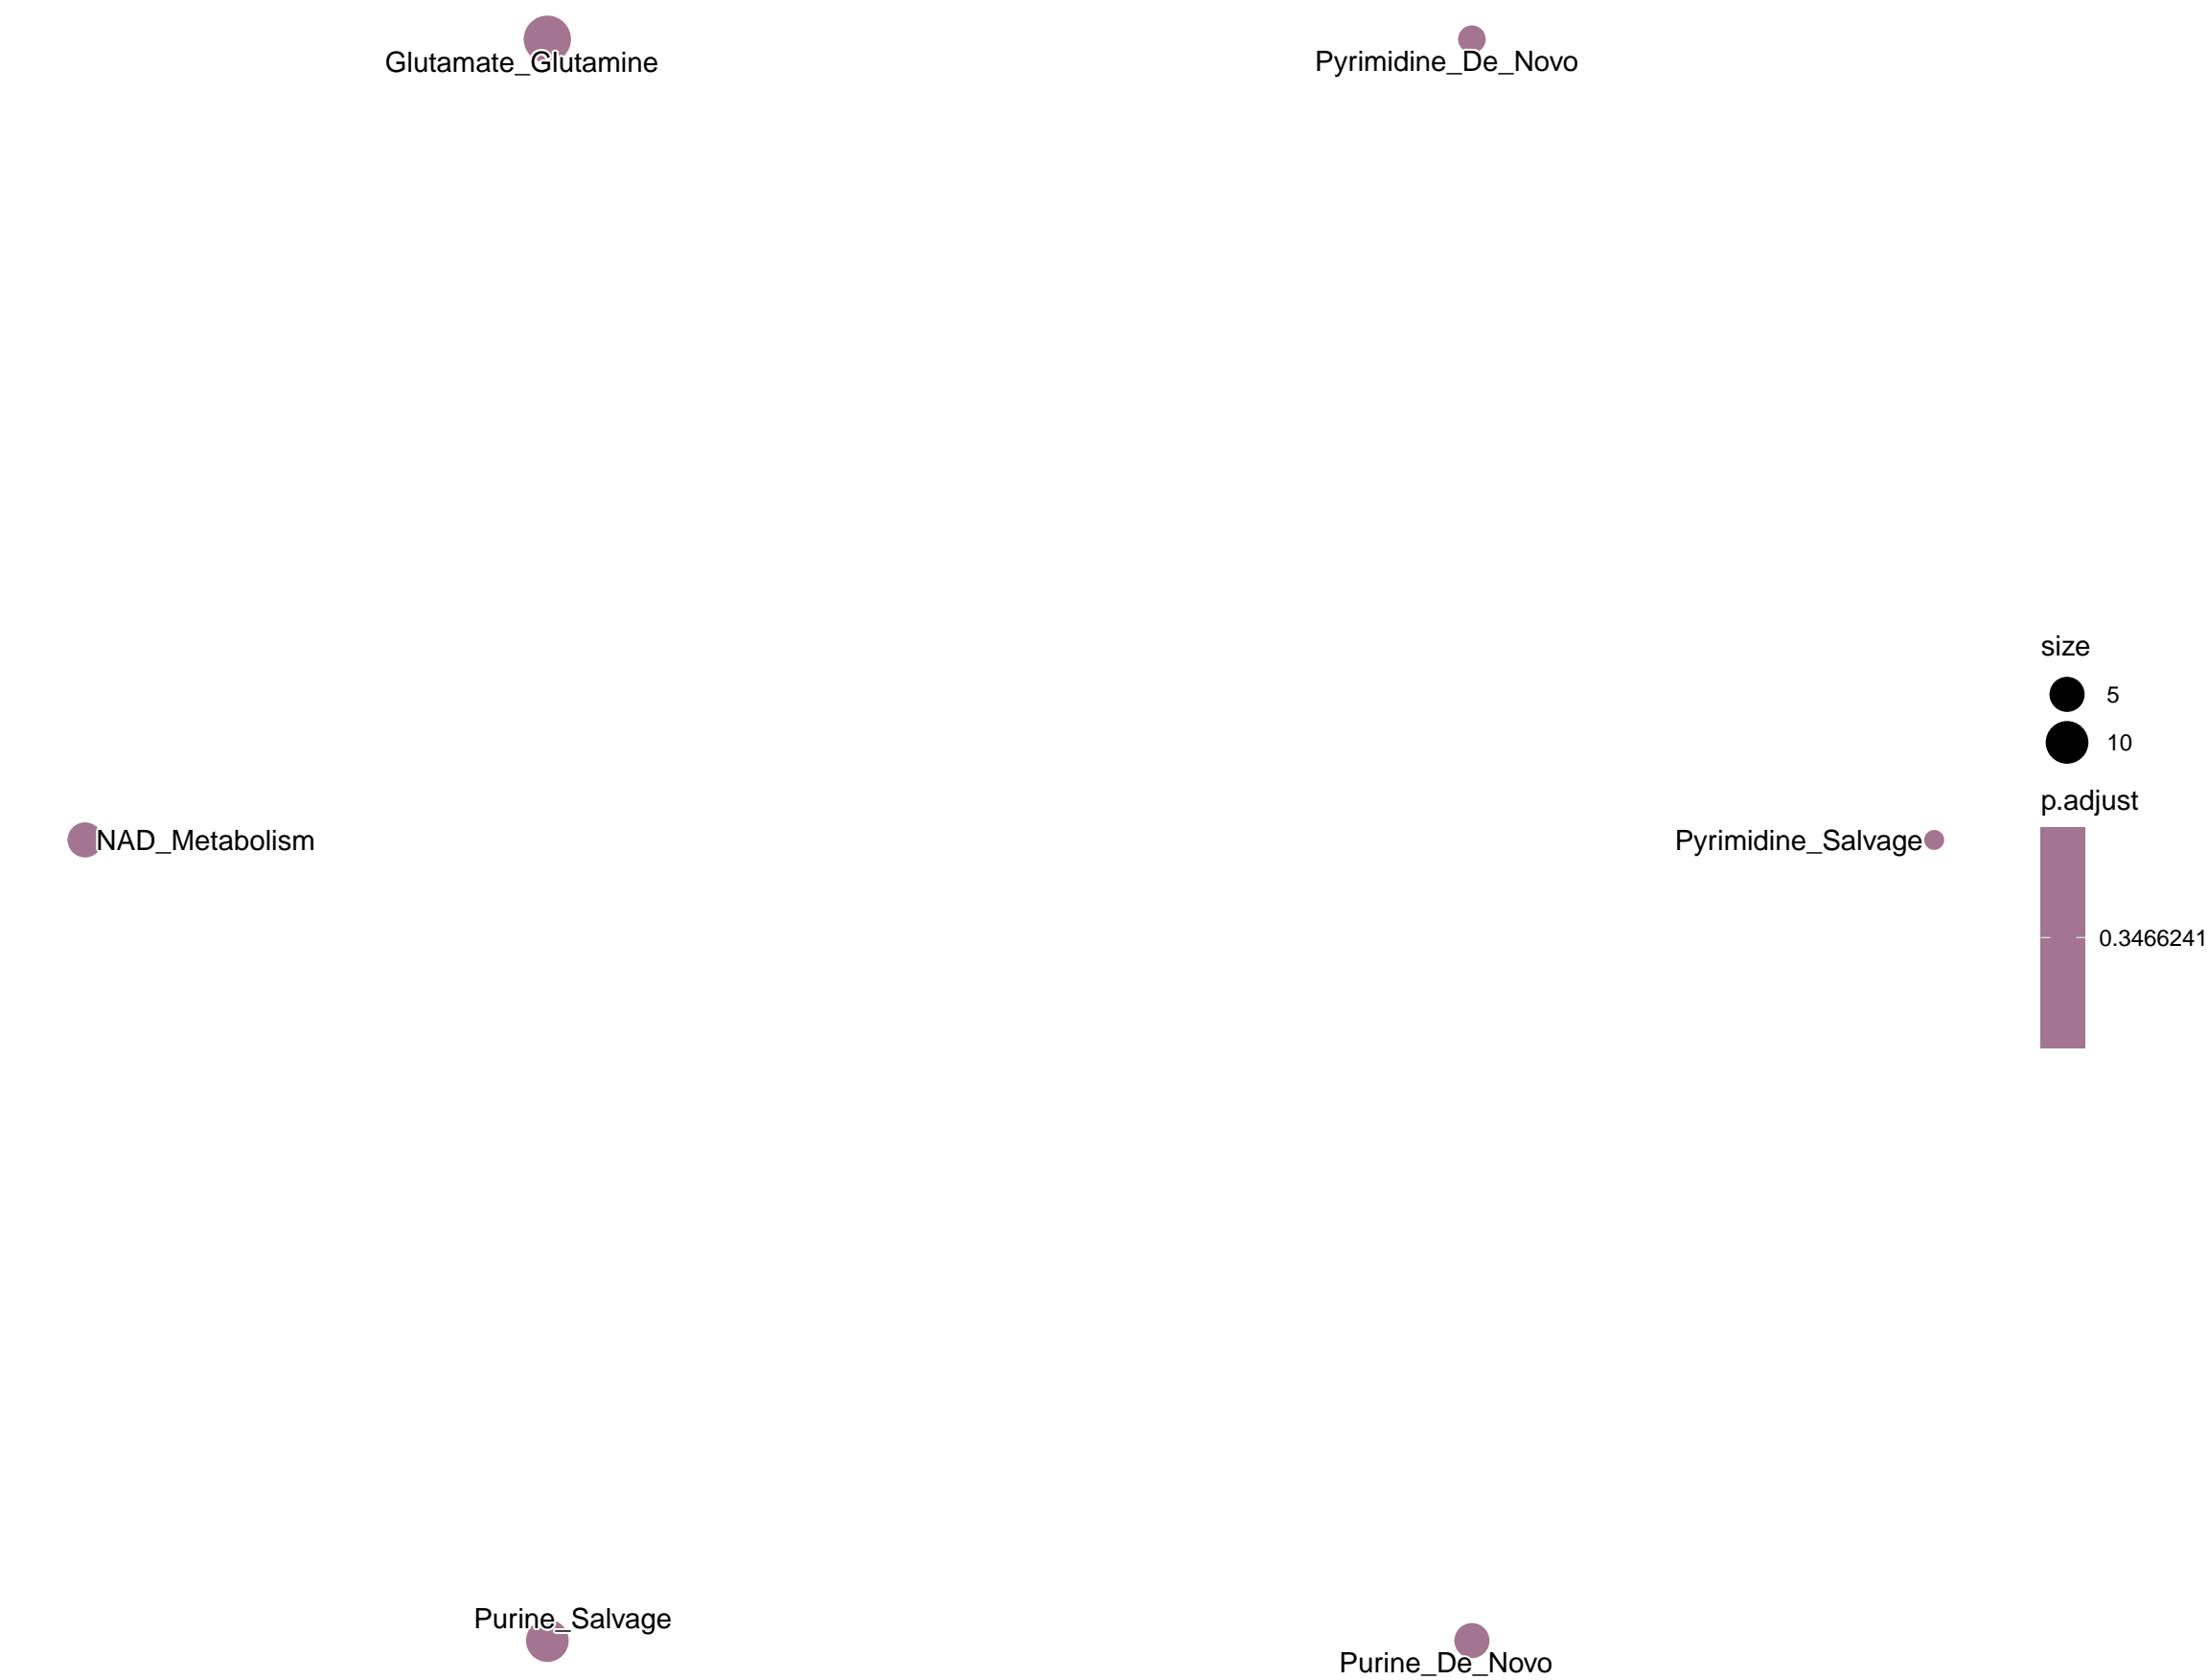 Glutamate_Glutamine
Pyrimidine_De_Novo
size
5
10
p.adjust
NAD_Metabolism
Pyrimidine_Salvage
0.3466241
Purine_Salvage
Purine_De_Novo